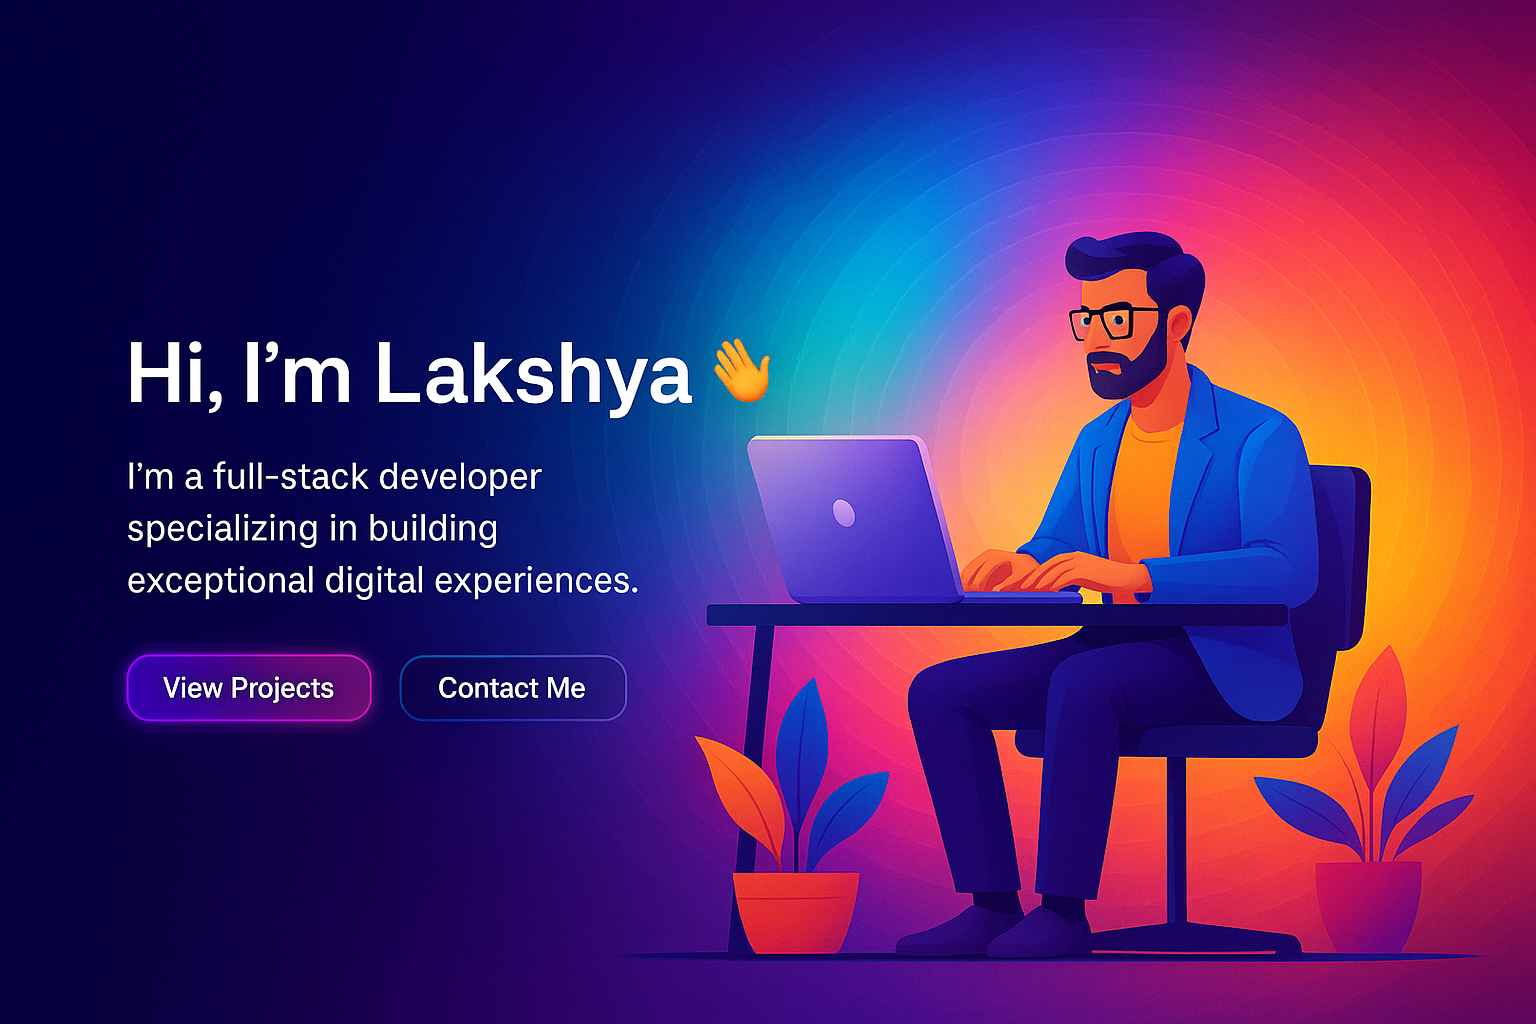 Hi, I’m Lakshya 👋
I’m a full-stack developer
specializing in building
exceptional digital experiences.
View Projects
Contact Me